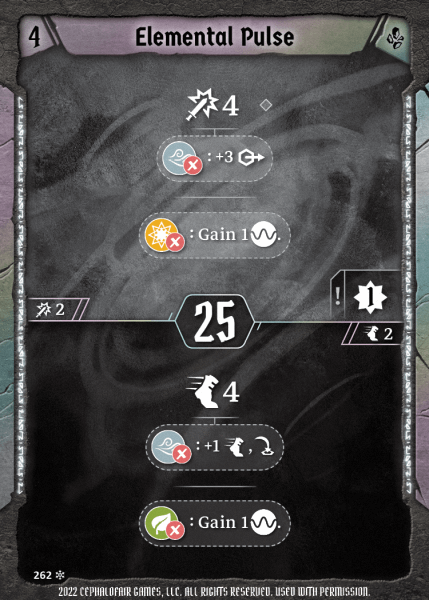 4 Elemental Pulse
4
: +3
: Gain 1 .
2
25
! 1
2
4
: +1 ,
: Gain 1 .
262
2022 CEPHALOFAIR GAMES, LLC. ALL RIGHTS RESERVED. USED WITH PERMISSION.